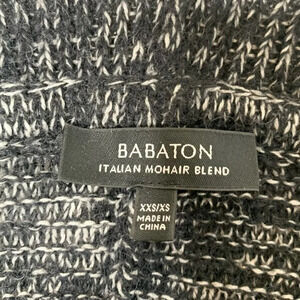 BABATON
ITALIAN MOHAIR BLEND
XXS/XS
MADE IN
CHINA